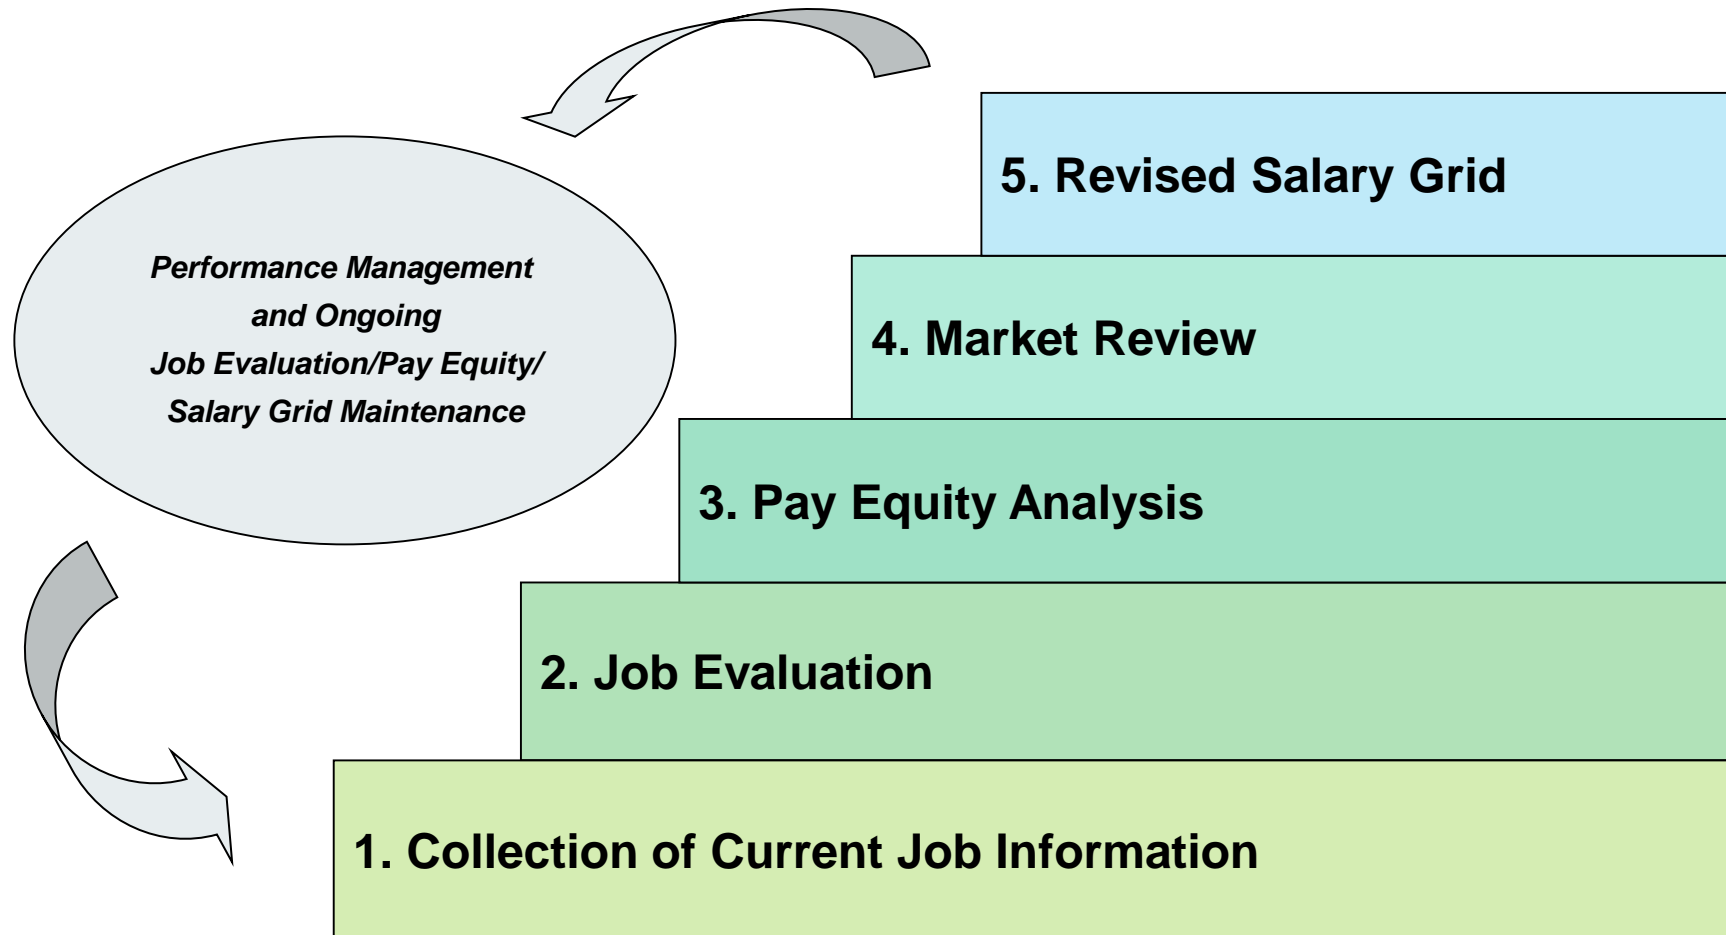 5. Revised Salary Grid
Performance Management
and Ongoing
Job Evaluation/Pay Equity/
Salary Grid Maintenance
4. Market Review
3. Pay Equity Analysis
2. Job Evaluation
1. Collection of Current Job Information